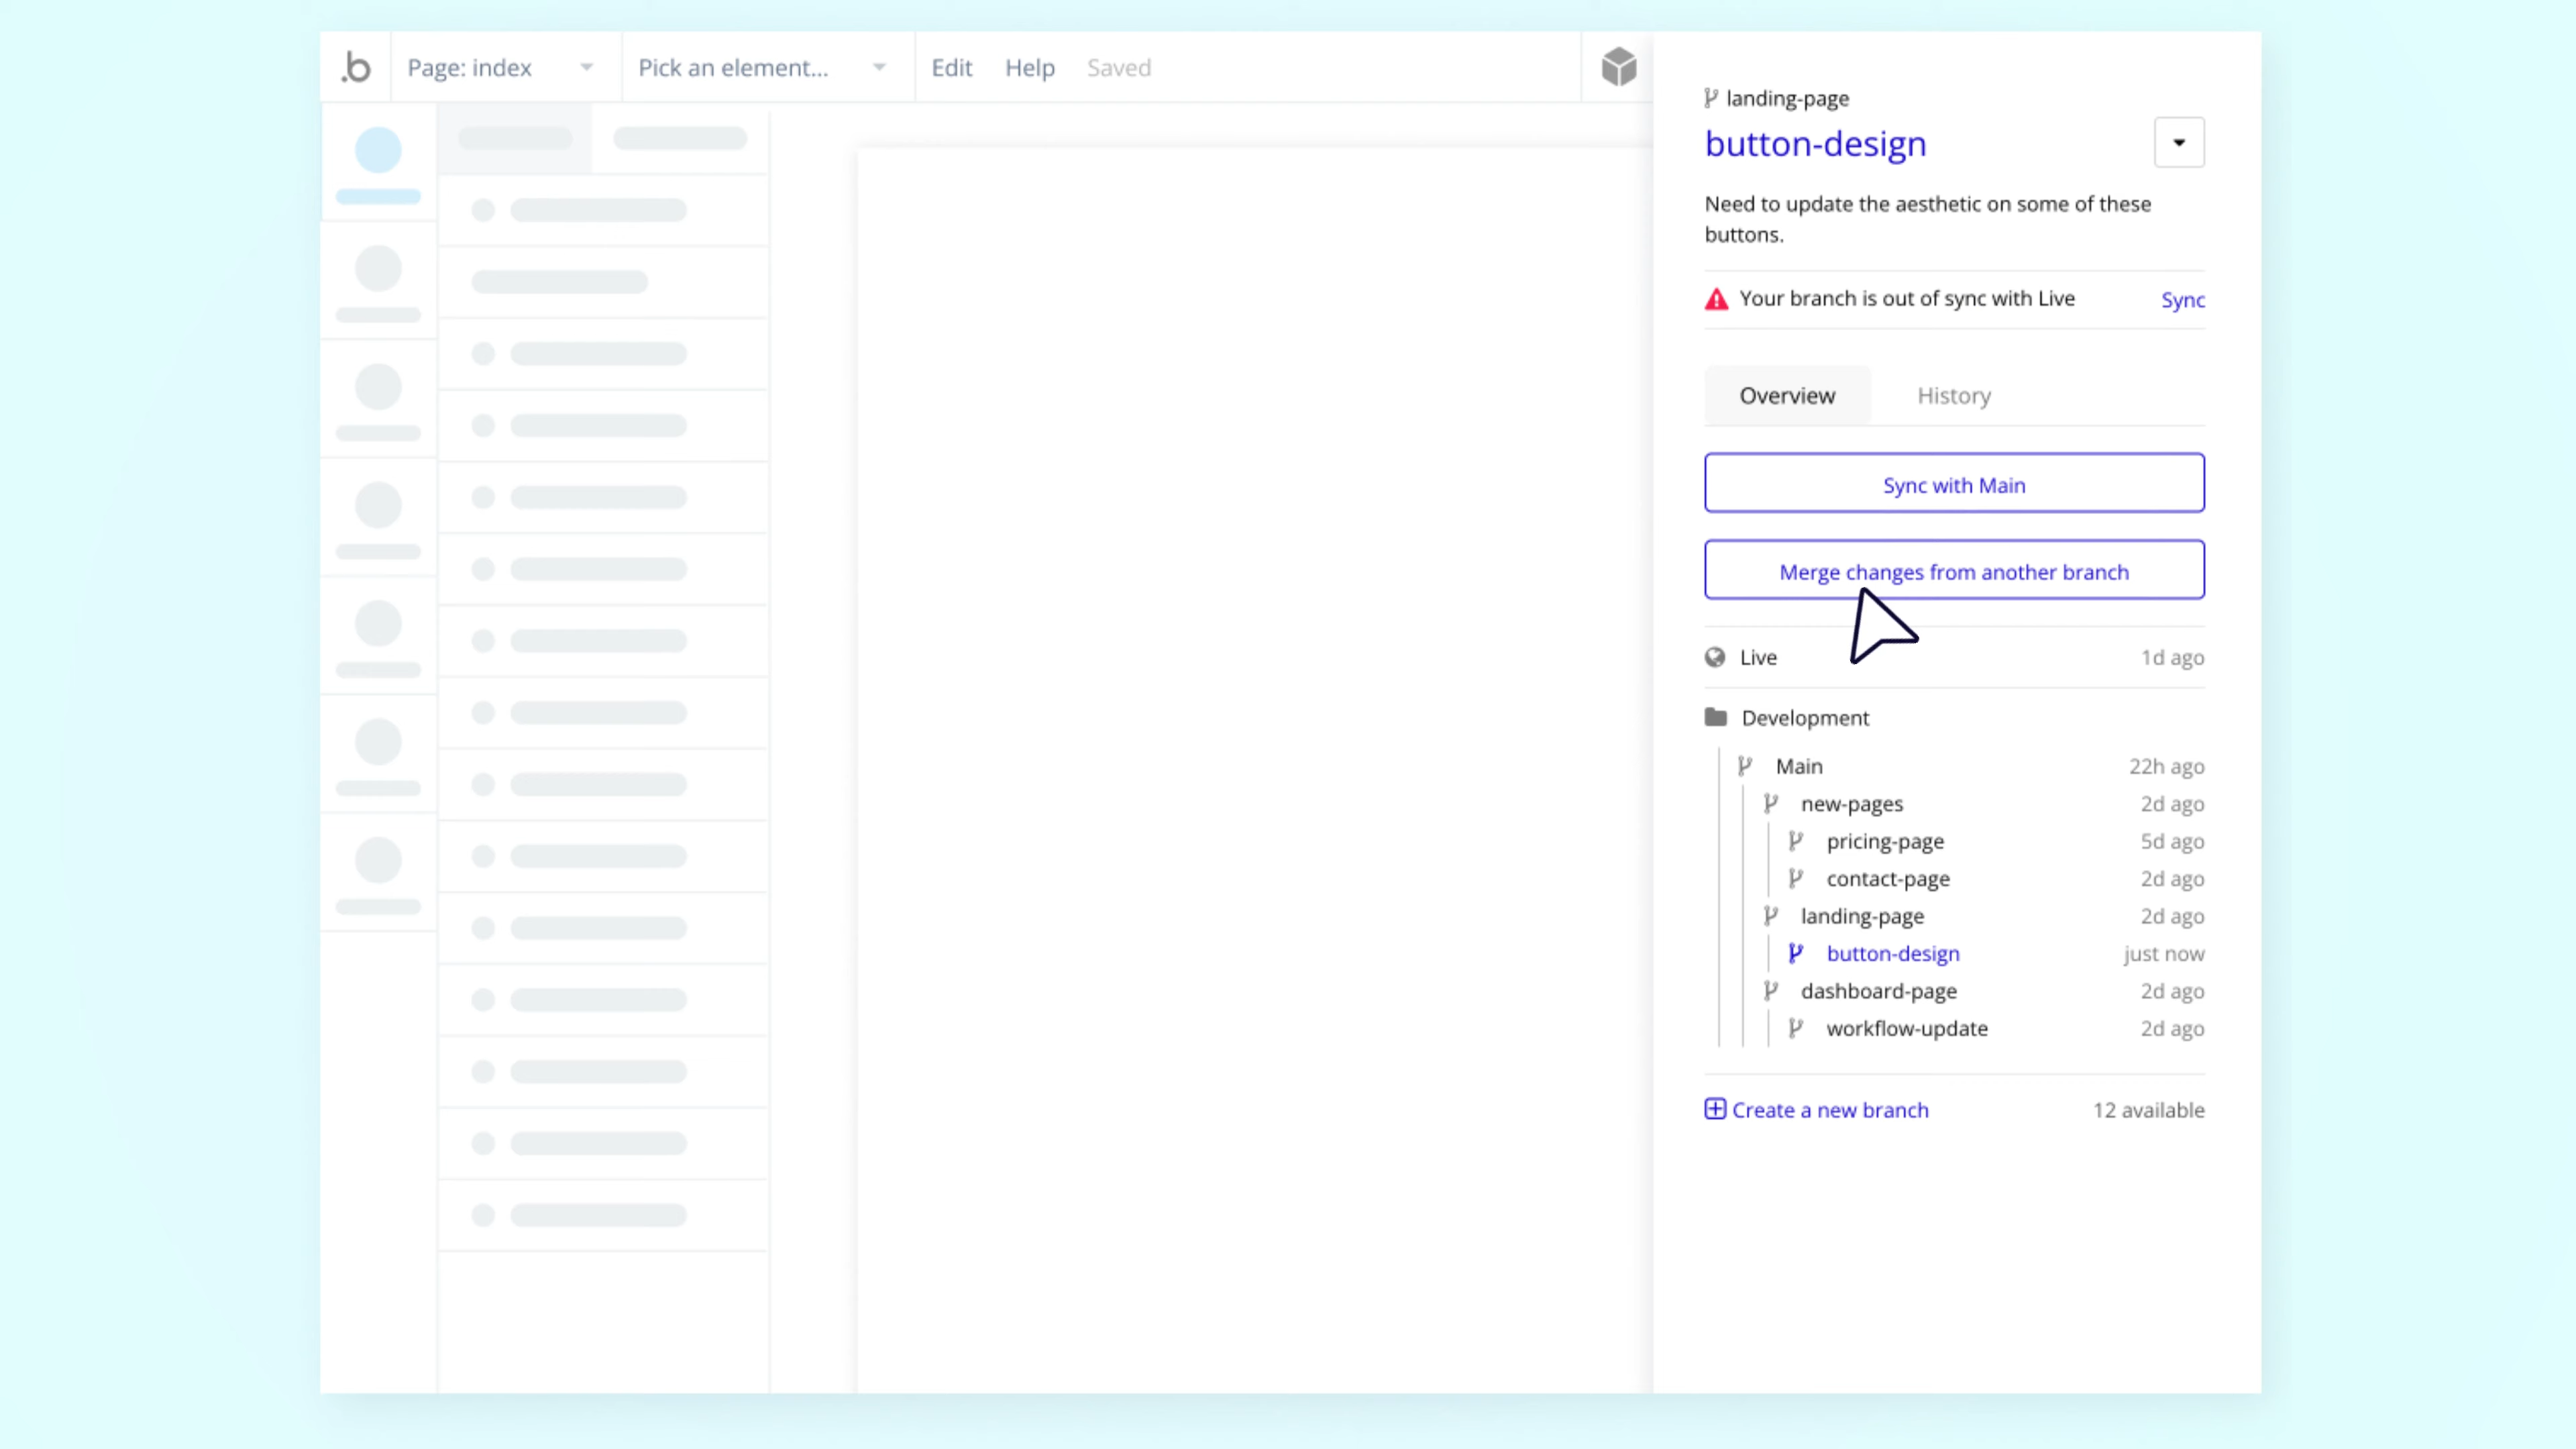 .b Page: index Pick an element... Edit Help Saved
landing-page
button-design
Need to update the aesthetic on some of these
buttons.
Your branch is out of sync with Live Sync
Overview History
Sync with Main
Merge changes from another branch
Live 1d ago
Development
Main 22h ago
new-pages 2d ago
pricing-page 5d ago
contact-page 2d ago
landing-page 2d ago
button-design just now
dashboard-page 2d ago
workflow-update 2d ago
Create a new branch 12 available